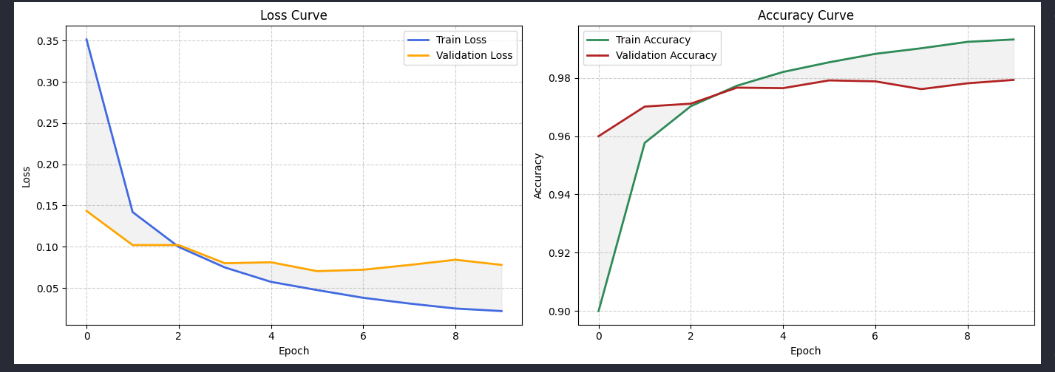 Loss Curve
Train Loss
Validation Loss
0.35
0.30
0.25
0.20
0.15
0.10
0.05
Loss
0 2 4 6 8
Epoch
Accuracy Curve
Train Accuracy
Validation Accuracy
0.98
0.96
0.94
0.92
0.90
Accuracy
0 2 4 6 8
Epoch